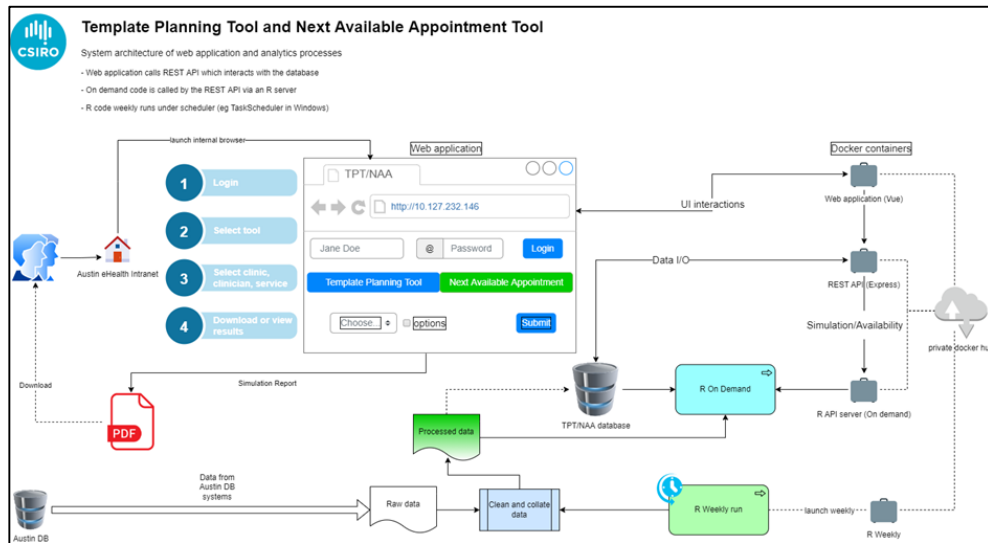 CSIRO
Template Planning Tool and Next Available Appointment Tool
System architecture of web application and analytics processes
- Web application calls REST API which interacts with the database
- On demand code is called by the REST API via an R server
- R code weekly runs under scheduler (eg TaskScheduler in Windows)
launch internal browser
Web application
Docker containers
1
Login
2
Select tool
3
Select clinic,
clinician, service
4
Download or view
results
TPT/NAA
http://10.127.232.146
Jane Doe
@
Password
Login
Template Planning Tool
Next Available Appointment
Choose...
options
Submit
UI interactions
Web application (Vue)
Austin eHealth Intranet
Data I/O
REST API (Express)
Simulation/Availability
private docker hu
Download
Simulation Report
PDF
TPT/NAA database
R On Demand
R API server (On demand)
Processed data
Data from
Austin DB
systems
Austin DB
Raw data
Clean and collate
data
R Weekly run
launch weekly
R Weekly